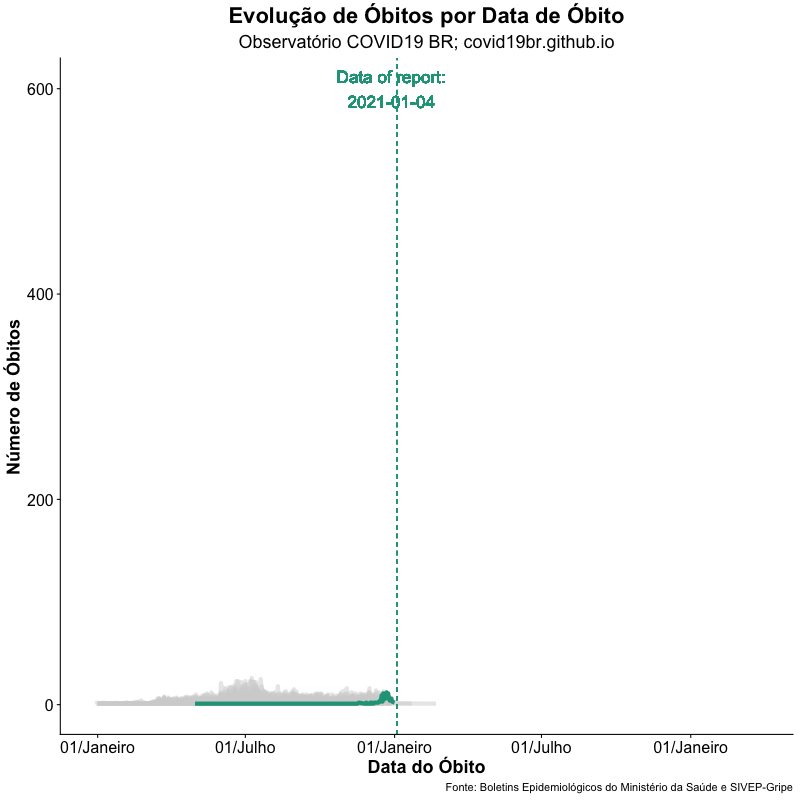 Evolução de Óbitos por Data de Óbito
Observatório COVID19 BR; covid19br.github.io
Data of report:
2021-01-04
600
400
200
0
Número de Óbitos
01/Janeiro 01/Julho 01/Janeiro 01/Julho 01/Janeiro
Data do Óbito
Fonte: Boletins Epidemiológicos do Ministério da Saúde e SIVEP-Gripe